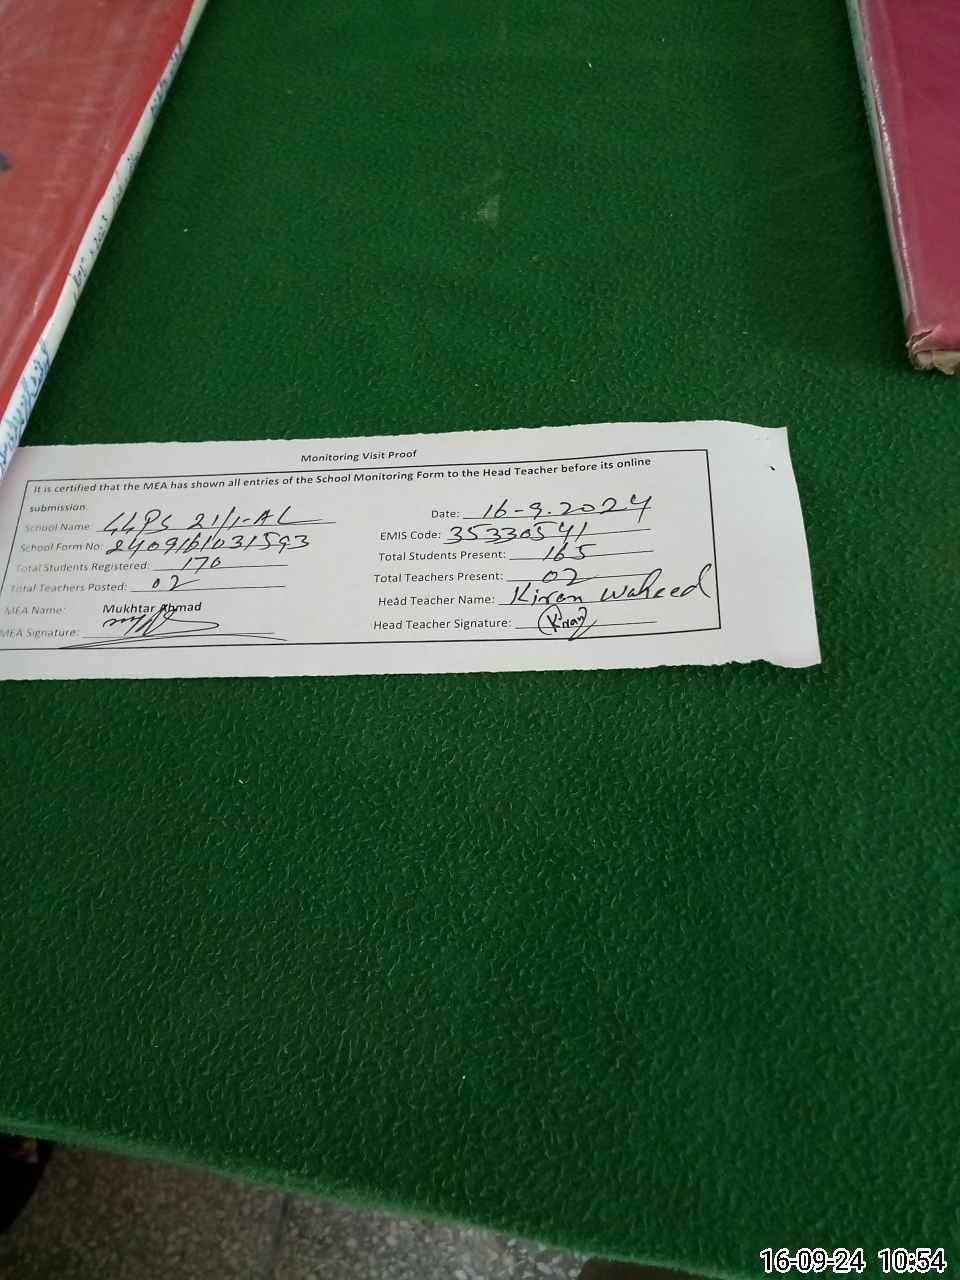 Monitoring Visit Proof
It is certified that the MEA has shown all entries of the School Monitoring Form to the Head Teacher before its online
submission.
School Name: GGPS 21/1-AL Date: 16-9.2024
School Form No: 2409161031593 EMIS Code: 35330541
Total Students Registered: 170 Total Students Present: 165
Total Teachers Posted: 02 Total Teachers Present: 02
MEA Name: Mukhtar Ahmad Head Teacher Name: Kiran Waheed
MEA Signature: Head Teacher Signature: Kiran
16-09-24 10:54